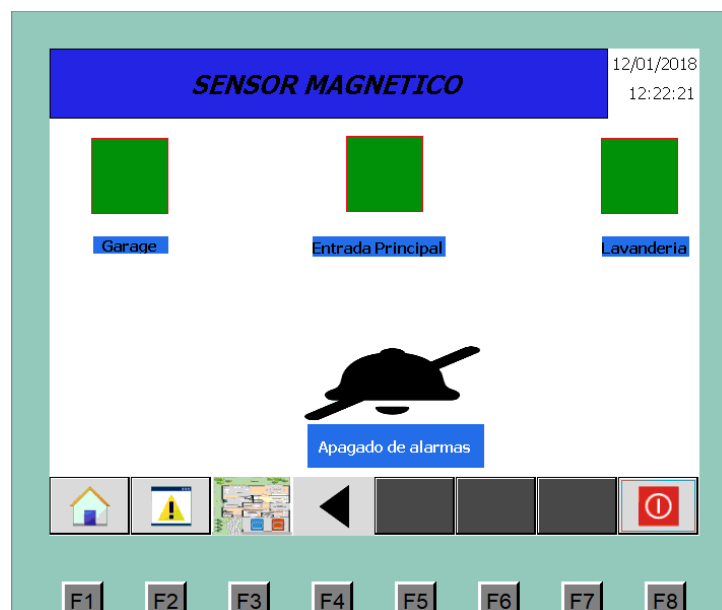 SENSOR MAGNETICO
12/01/2018
12:22:21
Garage
Entrada Principal
Lavanderia
Apagado de alarmas
F1 F2 F3 F4 F5 F6 F7 F8